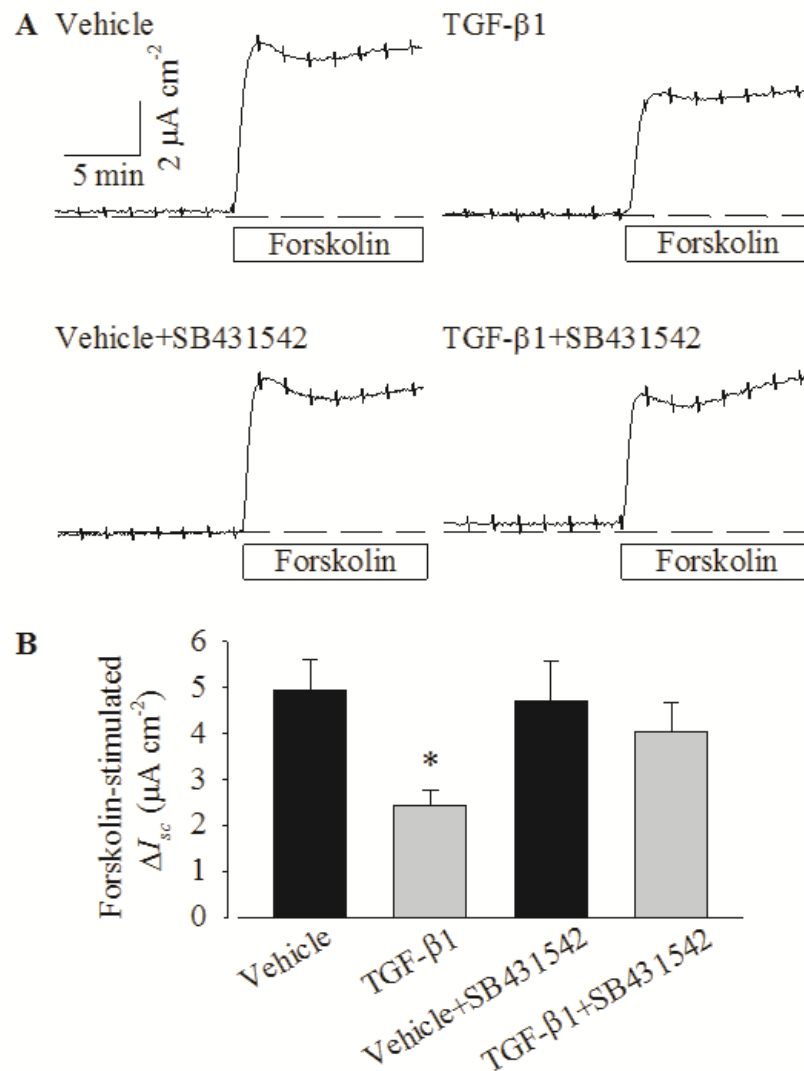 A Vehicle
TGF-β1
2 μA cm-2
5 min
Forskolin
Forskolin
Vehicle+SB431542
TGF-β1+SB431542
Forskolin
Forskolin
B
Forskolin-stimulated
ΔIsc (μA cm-2)
6
5
4
3
2
1
0
*
Vehicle
TGF-β1
Vehicle+SB431542
TGF-β1+SB431542